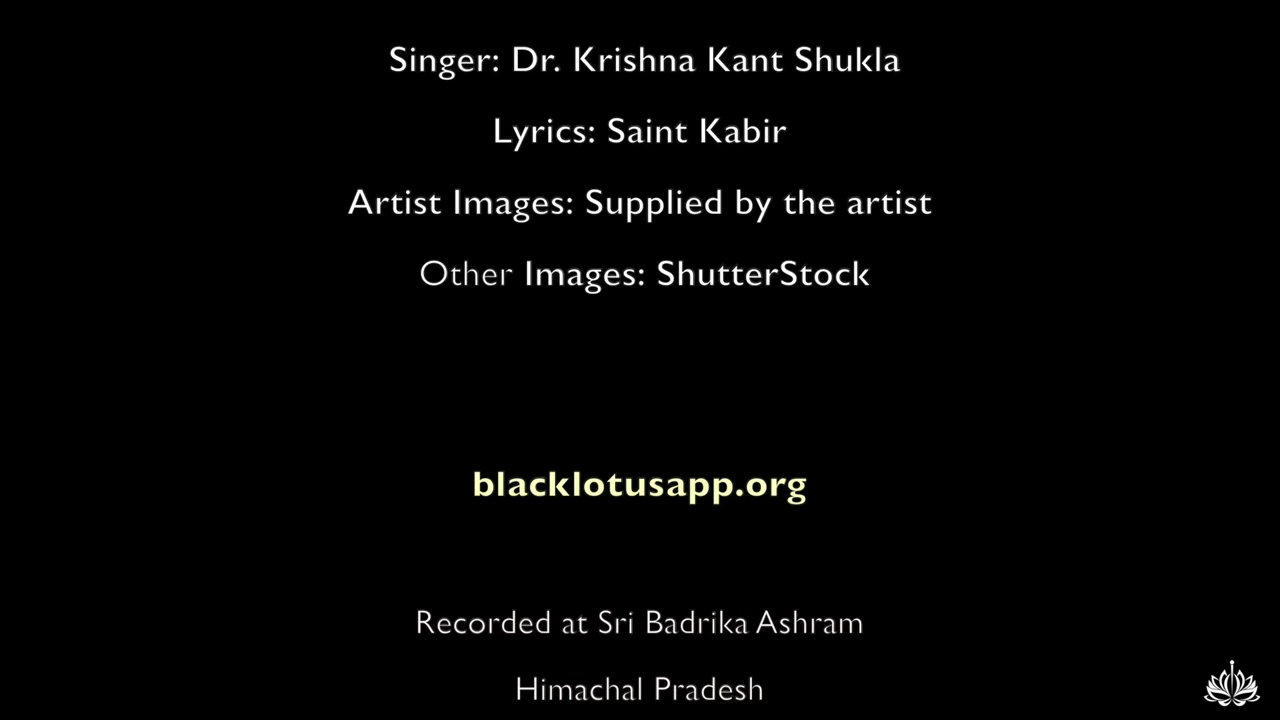 Singer: Dr. Krishna Kant Shukla
Lyrics: Saint Kabir
Artist Images: Supplied by the artist
Other Images: ShutterStock
blacklotusapp.org
Recorded at Sri Badrika Ashram
Himachal Pradesh